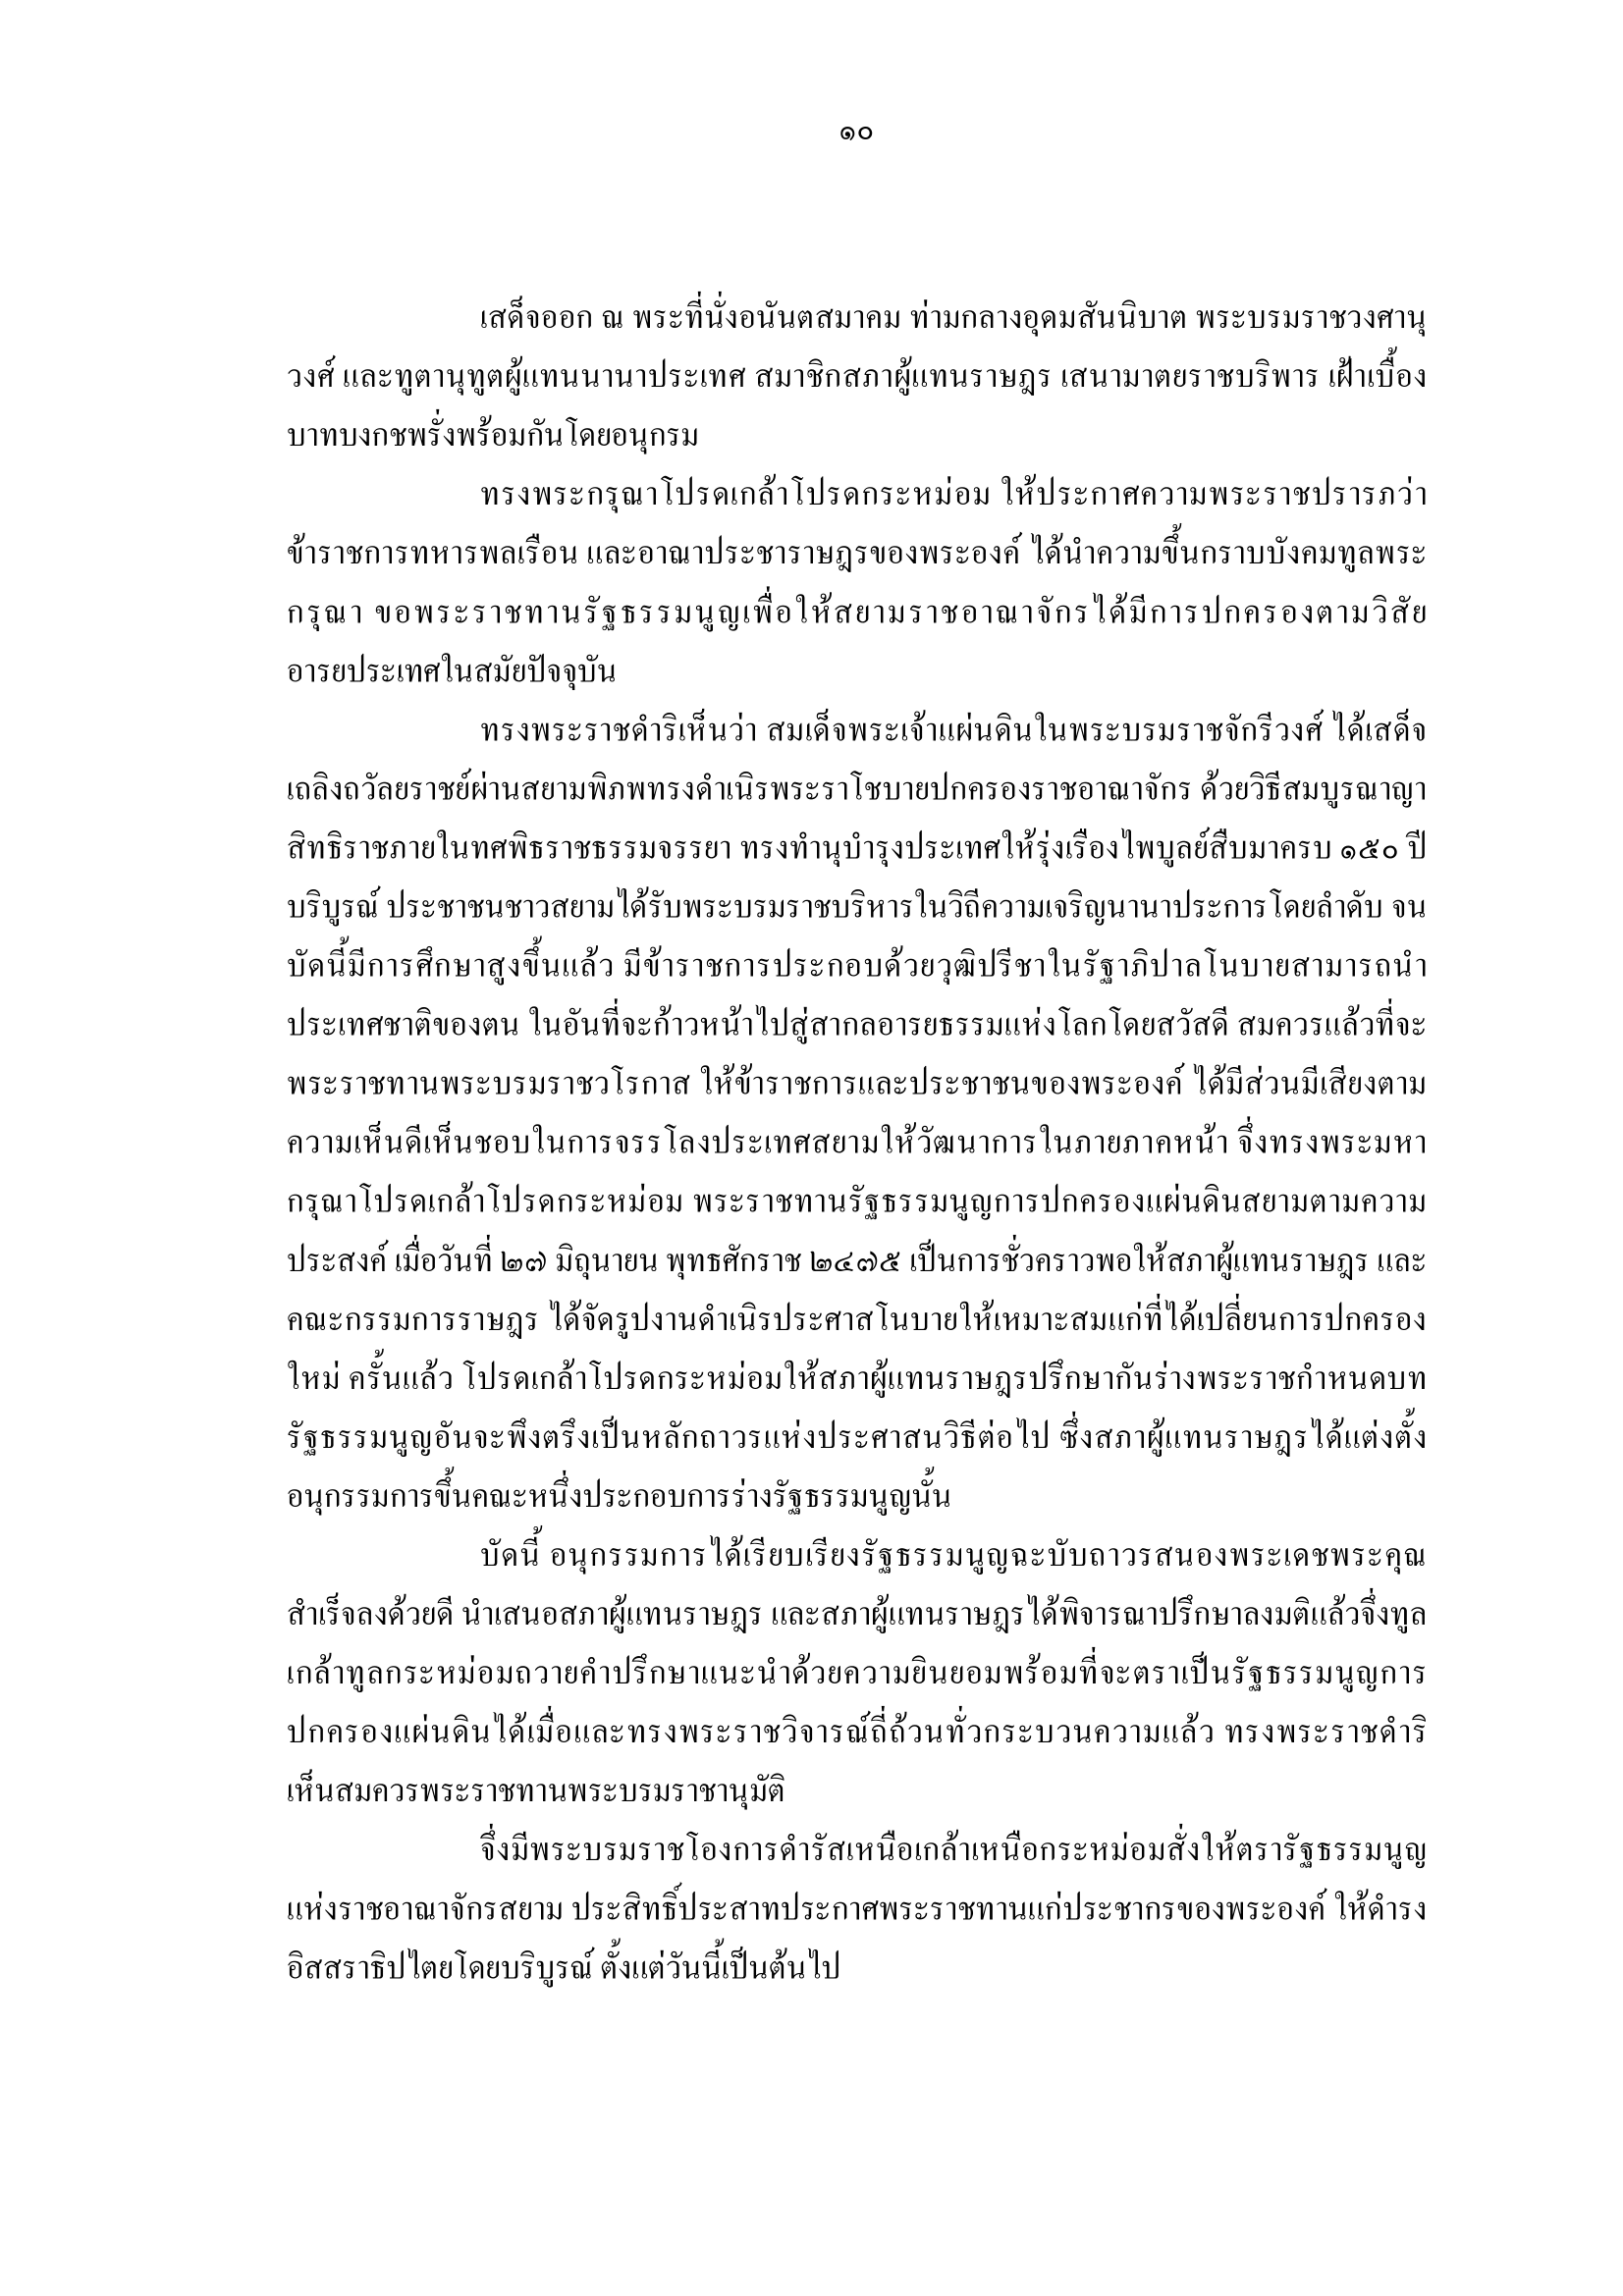 ๑๐
เสด็จออก ณ พระที่นั่งอนันตสมาคม ท่ามกลางอุดมสันนิบาต พระบรมราชวงศานุ
วงศ์ และทูตานุทูตผู้แทนนานาประเทศ สมาชิกสภาผู้แทนราษฎร เสนามาตยราชบริพาร เฝ้าเบื้อง
บาทบงกชพรั่งพร้อมกันโดยอนุกรม
ทรงพระกรุณาโปรดเกล้าโปรดกระหม่อม ให้ประกาศความพระราชปรารภว่า
ข้าราชการทหารพลเรือน และอาณาประชาราษฎรของพระองค์ ได้นำความขึ้นกราบบังคมทูลพระ
กรุณา ขอพระราชทานรัฐธรรมนูญเพื่อให้สยามราชอาณาจักรได้มีการปกครองตามวิสัย
อารยประเทศในสมัยปัจจุบัน
ทรงพระราชดำริเห็นว่า สมเด็จพระเจ้าแผ่นดินในพระบรมราชจักรีวงศ์ ได้เสด็จ
เถลิงถวัลยราชย์ผ่านสยามพิภพทรงดำเนิรพระราโชบายปกครองราชอาณาจักร ด้วยวิธีสมบูรณาญา
สิทธิราชภายในทศพิธราชธรรมจรรยา ทรงทำนุบำรุงประเทศให้รุ่งเรืองไพบูลย์สืบมาครบ ๑๕๐ ปี
บริบูรณ์ ประชาชนชาวสยามได้รับพระบรมราชบริหารในวิถีความเจริญนานาประการโดยลำดับ จน
บัดนี้มีการศึกษาสูงขึ้นแล้ว มีข้าราชการประกอบด้วยวุฒิปรีชาในรัฐาภิปาลโนบายสามารถนำ
ประเทศชาติของตน ในอันที่จะก้าวหน้าไปสู่สากลอารยธรรมแห่งโลกโดยสวัสดี สมควรแล้วที่จะ
พระราชทานพระบรมราชวโรกาส ให้ข้าราชการและประชาชนของพระองค์ ได้มีส่วนมีเสียงตาม
ความเห็นดีเห็นชอบในการจรรโลงประเทศสยามให้วัฒนาการในภายภาคหน้า จึ่งทรงพระมหา
กรุณาโปรดเกล้าโปรดกระหม่อม พระราชทานรัฐธรรมนูญการปกครองแผ่นดินสยามตามความ
ประสงค์ เมื่อวันที่ ๒๗ มิถุนายน พุทธศักราช ๒๔๗๕ เป็นการชั่วคราวพอให้สภาผู้แทนราษฎร และ
คณะกรรมการราษฎร ได้จัดรูปงานดำเนิรประศาสโนบายให้เหมาะสมแก่ที่ได้เปลี่ยนการปกครอง
ใหม่ ครั้นแล้ว โปรดเกล้าโปรดกระหม่อมให้สภาผู้แทนราษฎรปรึกษากันร่างพระราชกำหนดบท
รัฐธรรมนูญอันจะพึงตรึงเป็นหลักถาวรแห่งประศาสนวิธีต่อไป ซึ่งสภาผู้แทนราษฎรได้แต่งตั้ง
อนุกรรมการขึ้นคณะหนึ่งประกอบการร่างรัฐธรรมนูญนั้น
บัดนี้ อนุกรรมการได้เรียบเรียงรัฐธรรมนูญฉะบับถาวรสนองพระเดชพระคุณ
สำเร็จลงด้วยดี นำเสนอสภาผู้แทนราษฎร และสภาผู้แทนราษฎรได้พิจารณาปรึกษาลงมติแล้วจึ่งทูล
เกล้าทูลกระหม่อมถวายคำปรึกษาแนะนำด้วยความยินยอมพร้อมที่จะตราเป็นรัฐธรรมนูญการ
ปกครองแผ่นดินได้เมื่อและทรงพระราชวิจารณ์ถี่ถ้วนทั่วกระบวนความแล้ว ทรงพระราชดำริ
เห็นสมควรพระราชทานพระบรมราชานุมัติ
จึ่งมีพระบรมราชโองการดำรัสเหนือเกล้าเหนือกระหม่อมสั่งให้ตรารัฐธรรมนูญ
แห่งราชอาณาจักรสยาม ประสิทธิ์ประสาทประกาศพระราชทานแก่ประชากรของพระองค์ ให้ดำรง
อิสสราธิปไตยโดยบริบูรณ์ ตั้งแต่วันนี้เป็นต้นไป